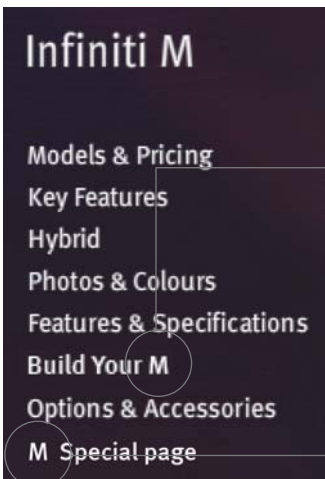 Infiniti M
Models & Pricing
Key Features
Hybrid
Photos & Colours
Features & Specifications
Build Your M
Options & Accessories
M Special page